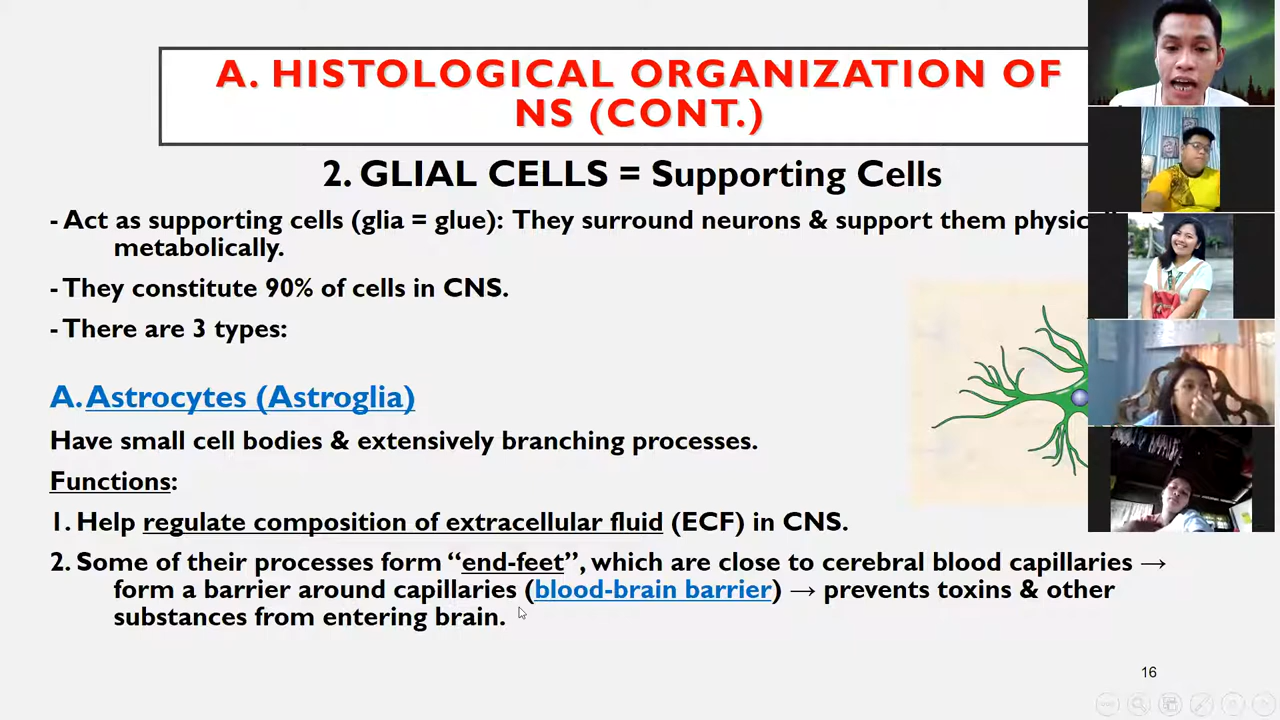 A. HISTOLOGICAL ORGANIZATION OF
NS (CONT.)
2. GLIAL CELLS = Supporting Cells
- Act as supporting cells (glia = glue): They surround neurons & support them physic
metabolically.
- They constitute 90% of cells in CNS.
- There are 3 types:
A. Astrocytes (Astroglia)
Have small cell bodies & extensively branching processes.
Functions:
1. Help regulate composition of extracellular fluid (ECF) in CNS.
2. Some of their processes form “end-feet”, which are close to cerebral blood capillaries →
form a barrier around capillaries (blood-brain barrier) → prevents toxins & other
substances from entering brain.
16